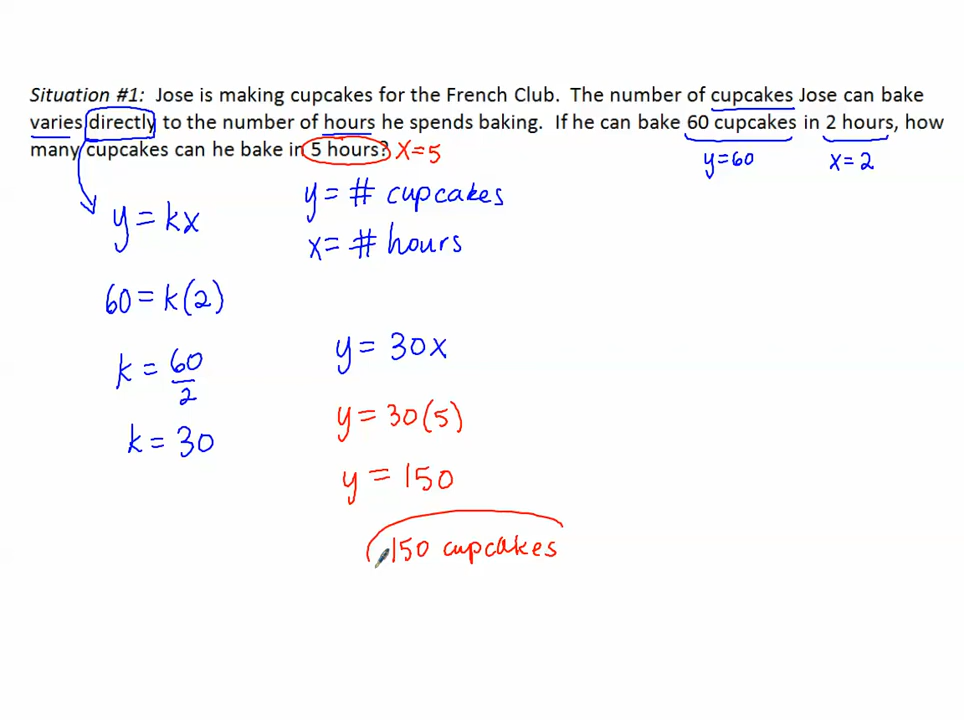 Situation #1: Jose is making cupcakes for the French Club. The number of cupcakes Jose can bake
varies directly to the number of hours he spends baking. If he can bake 60 cupcakes in 2 hours, how
many cupcakes can he bake in 5 hours? x=5
y=60 x=2
y = # cupcakes
x= # hours
y = kx
60 = k(2)
k = 60/2
k = 30
y = 30x
y = 30(5)
y = 150
150 cupcakes